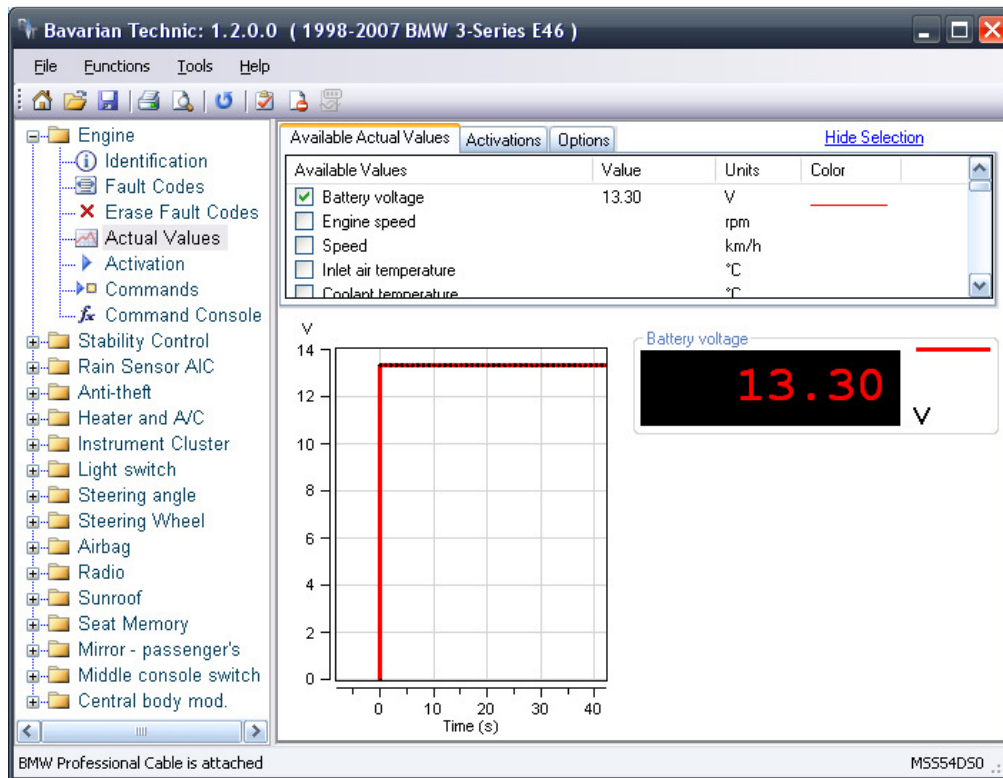 Bavarian Technic: 1.2.0.0 ( 1998-2007 BMW 3-Series E46 )
File Functions Tools Help
Engine
Identification
Fault Codes
Erase Fault Codes
Actual Values
Activation
Commands
Command Console
Stability Control
Rain Sensor AIC
Anti-theft
Heater and A/C
Instrument Cluster
Light switch
Steering angle
Steering Wheel
Airbag
Radio
Sunroof
Seat Memory
Mirror - passenger's
Middle console switch
Central body mod.
Available Actual Values Activations Options Hide Selection
Available Values Value Units Color
Battery voltage 13.30 V
Engine speed rpm
Speed km/h
Inlet air temperature °C
Coolant temperature °C
V
14
12
10
8
6
4
2
0
0 10 20 30 40
Time (s)
Battery voltage
13.30 V
BMW Professional Cable is attached MSS54DS0